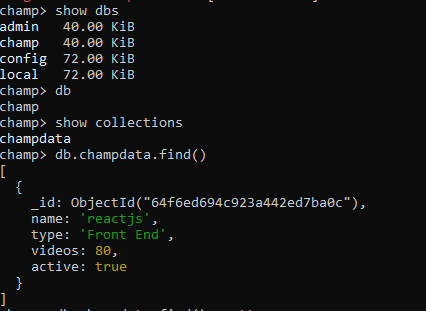 champ> show dbs
admin   40.00 KiB
champ   40.00 KiB
config  72.00 KiB
local   72.00 KiB
champ> db
champ
champ> show collections
champdata
champ> db.champdata.find()
[
  {
    _id: ObjectId("64f6ed694c923a442ed7ba0c"),
    name: 'reactjs',
    type: 'Front End',
    videos: 80,
    active: true
  }
]